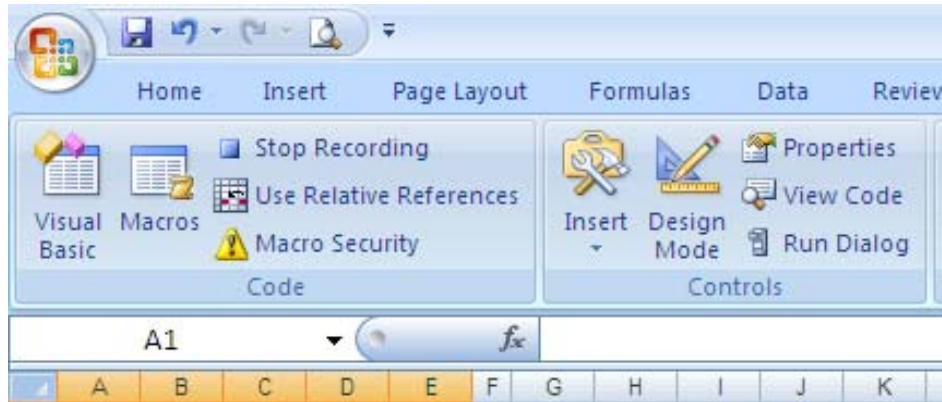 Home Insert Page Layout Formulas Data Review
Visual Basic
Macros
Stop Recording
Use Relative References
Macro Security
Code
Insert
Design Mode
Properties
View Code
Run Dialog
Controls
A1 fx
A B C D E F G H I J K